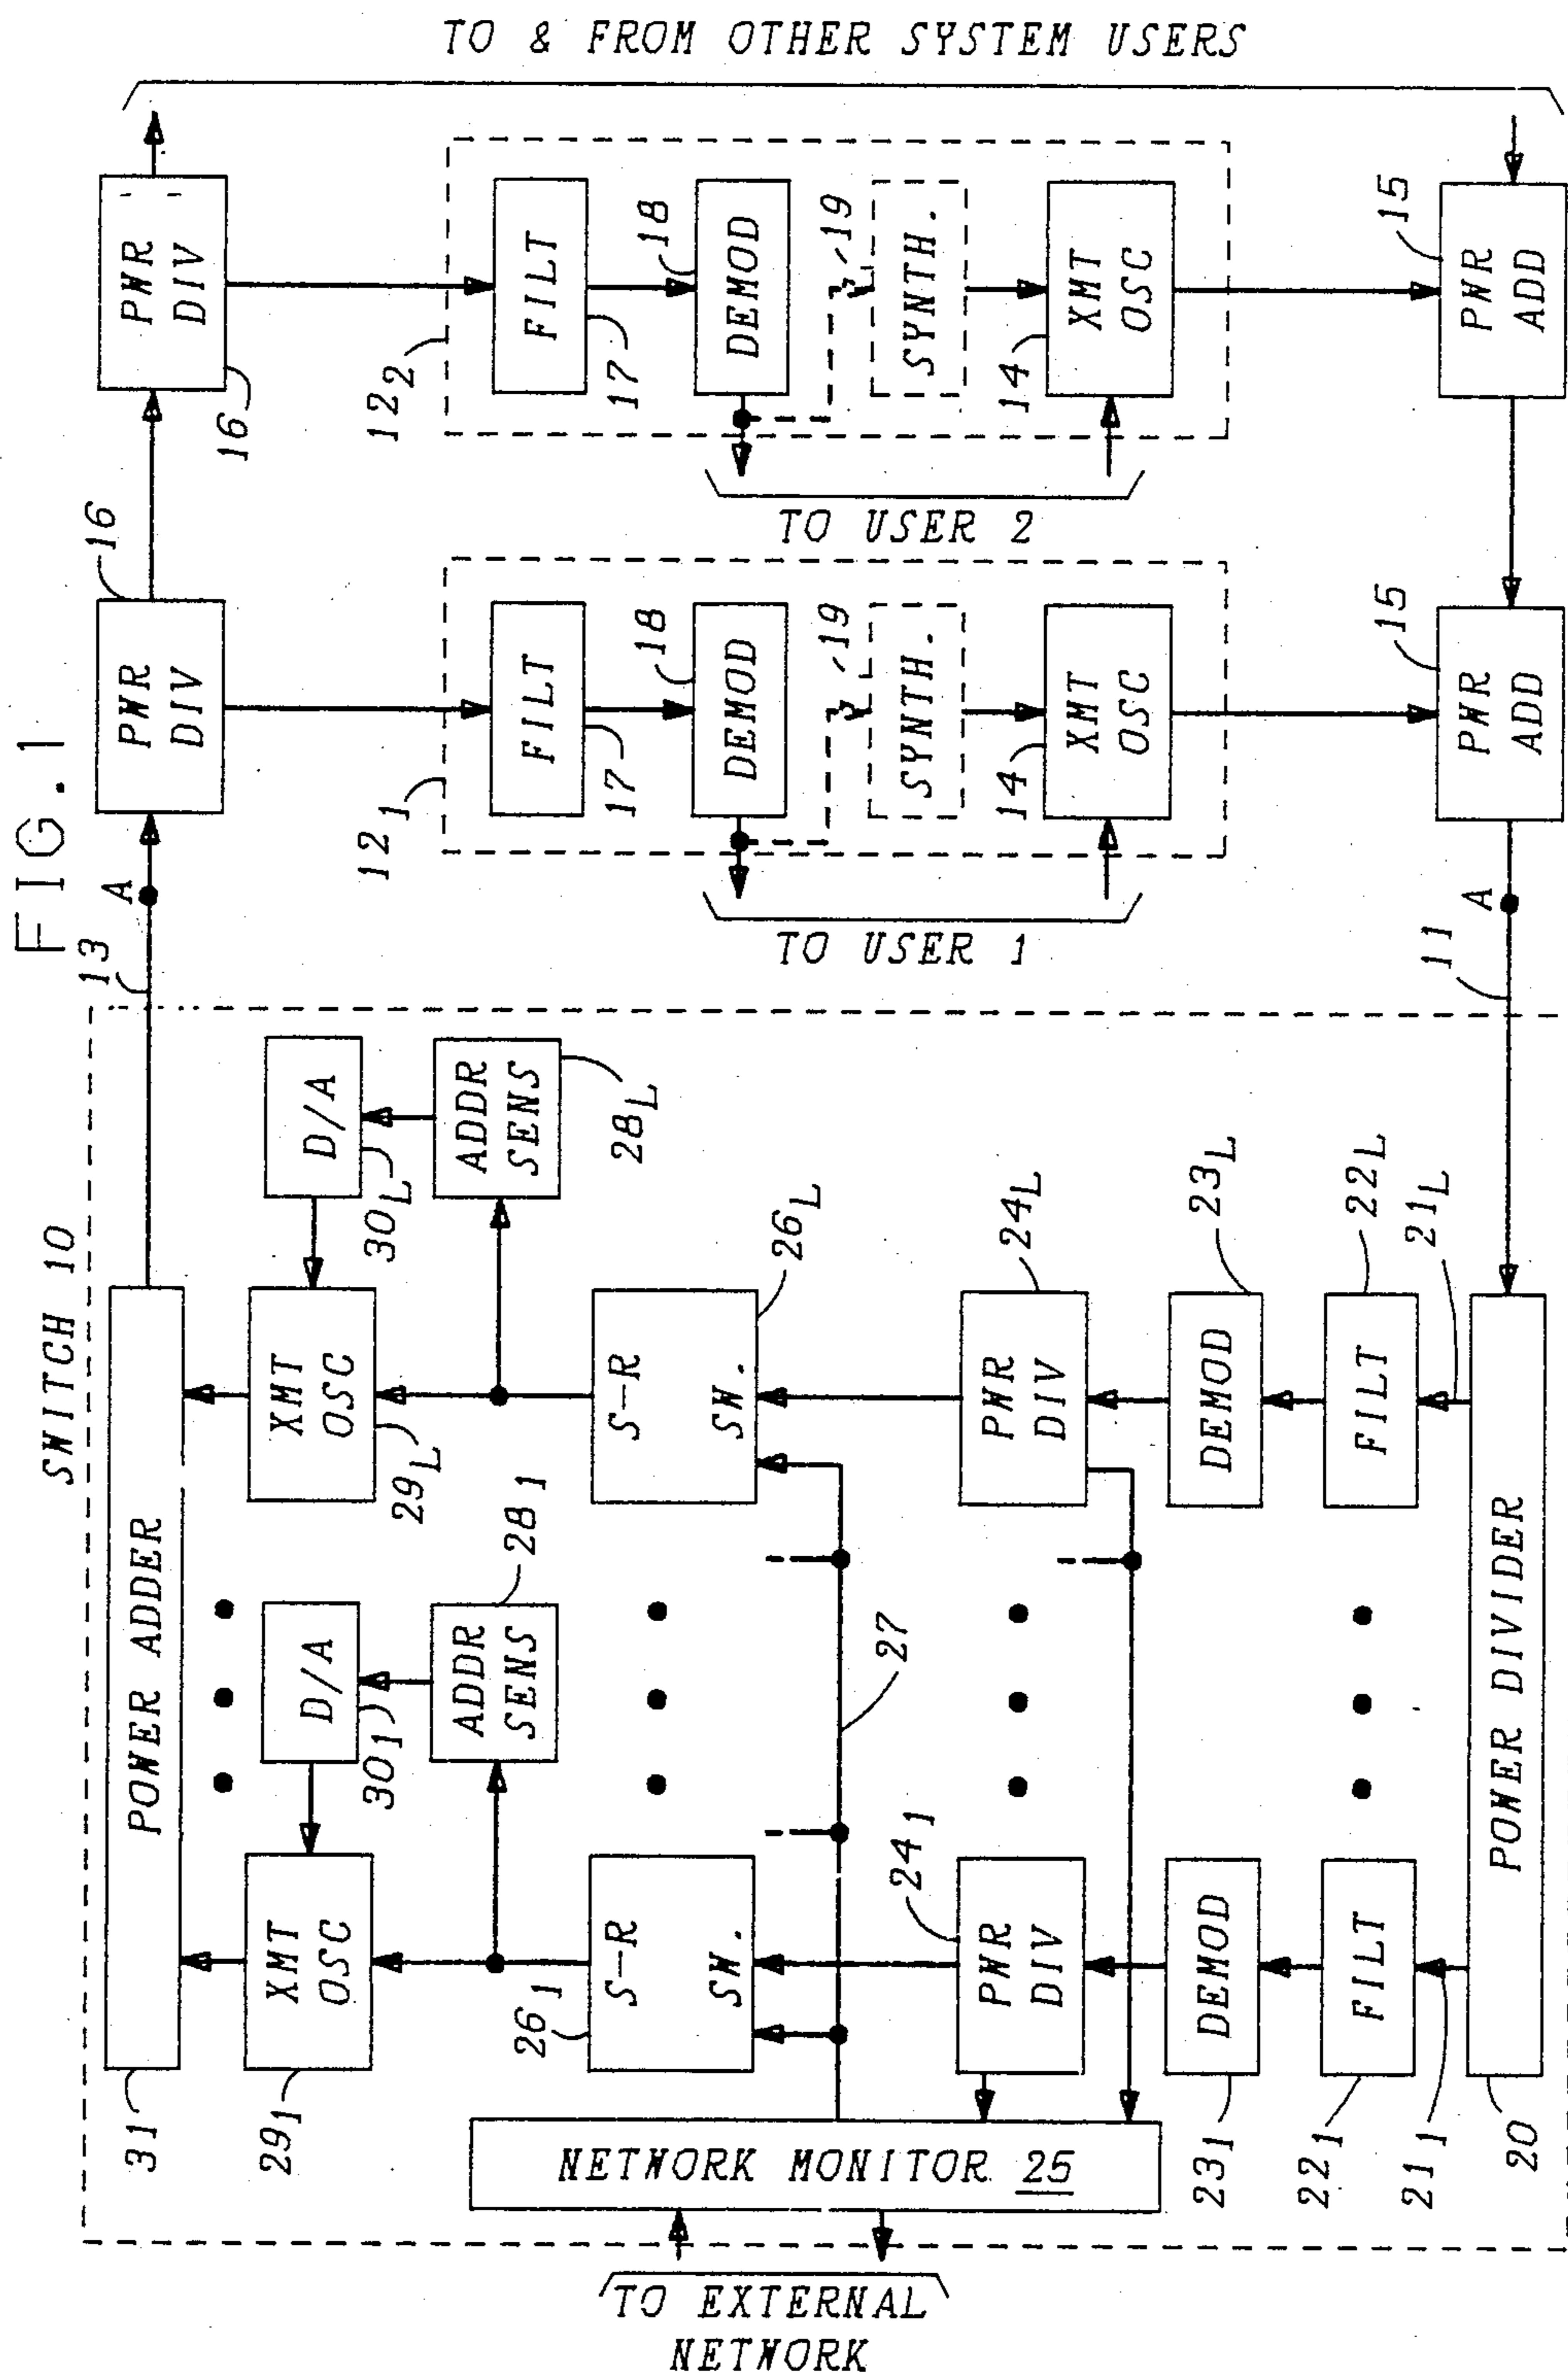 FIG.1
SWITCH 10
31
POWER ADDER
13
A
PWR
DIV
16
PWR
DIV
16
TO & FROM OTHER SYSTEM USERS
29₁
XMT
OSC
D/A
30₁
ADDR
SENS
28₁
29L
XMT
OSC
D/A
30L
ADDR
SENS
28L
26₁
S-R
SW.
S-R
SW.
26L
27
NETWORK MONITOR 25
TO EXTERNAL
NETWORK
PWR
DIV
24₁
PWR
DIV
24L
DEMOD
23₁
DEMOD
23L
FILT
22₁
FILT
22L
21₁
21L
20
POWER DIVIDER
12₁
FILT
17
18
DEMOD
19
SYNTH.
14
XMT
OSC
TO USER 1
12₂
FILT
17
18
DEMOD
19
SYNTH.
14
XMT
OSC
TO USER 2
11
A
PWR
ADD
15
PWR
ADD
15